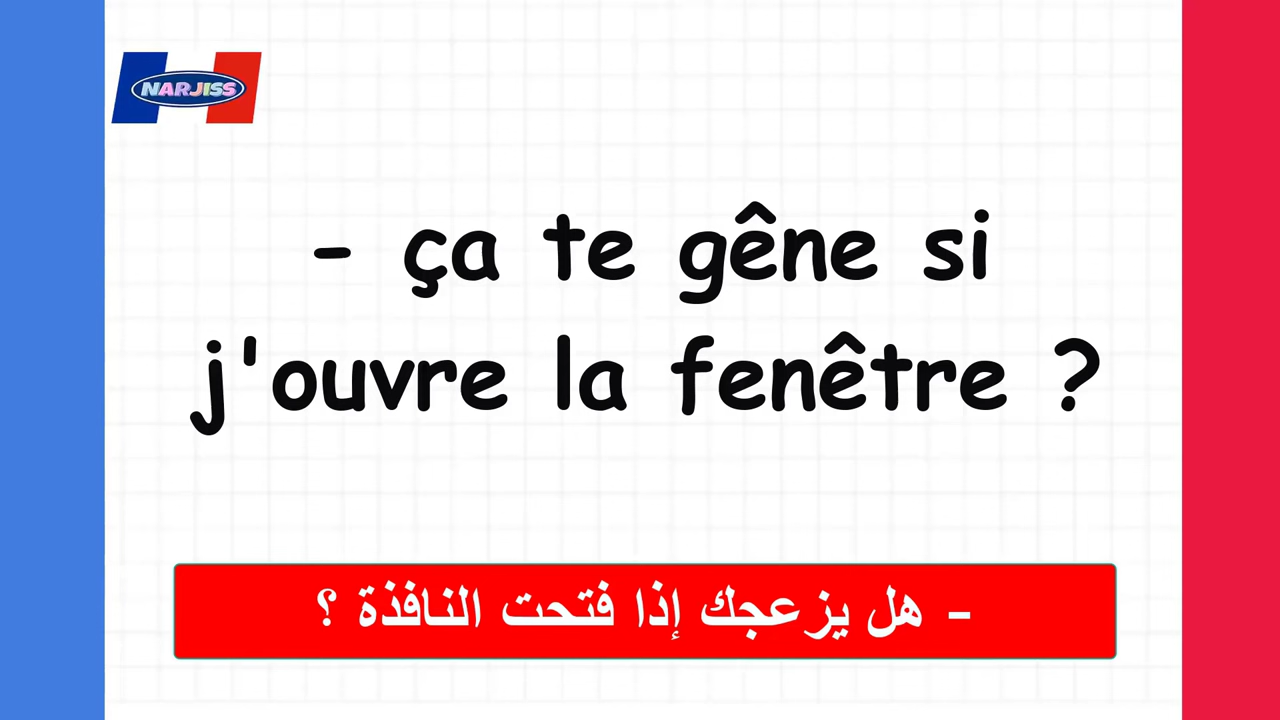 NARJISS
- ça te gêne si
j'ouvre la fenêtre ?
- هل يزعجك إذا فتحت النافذة ؟